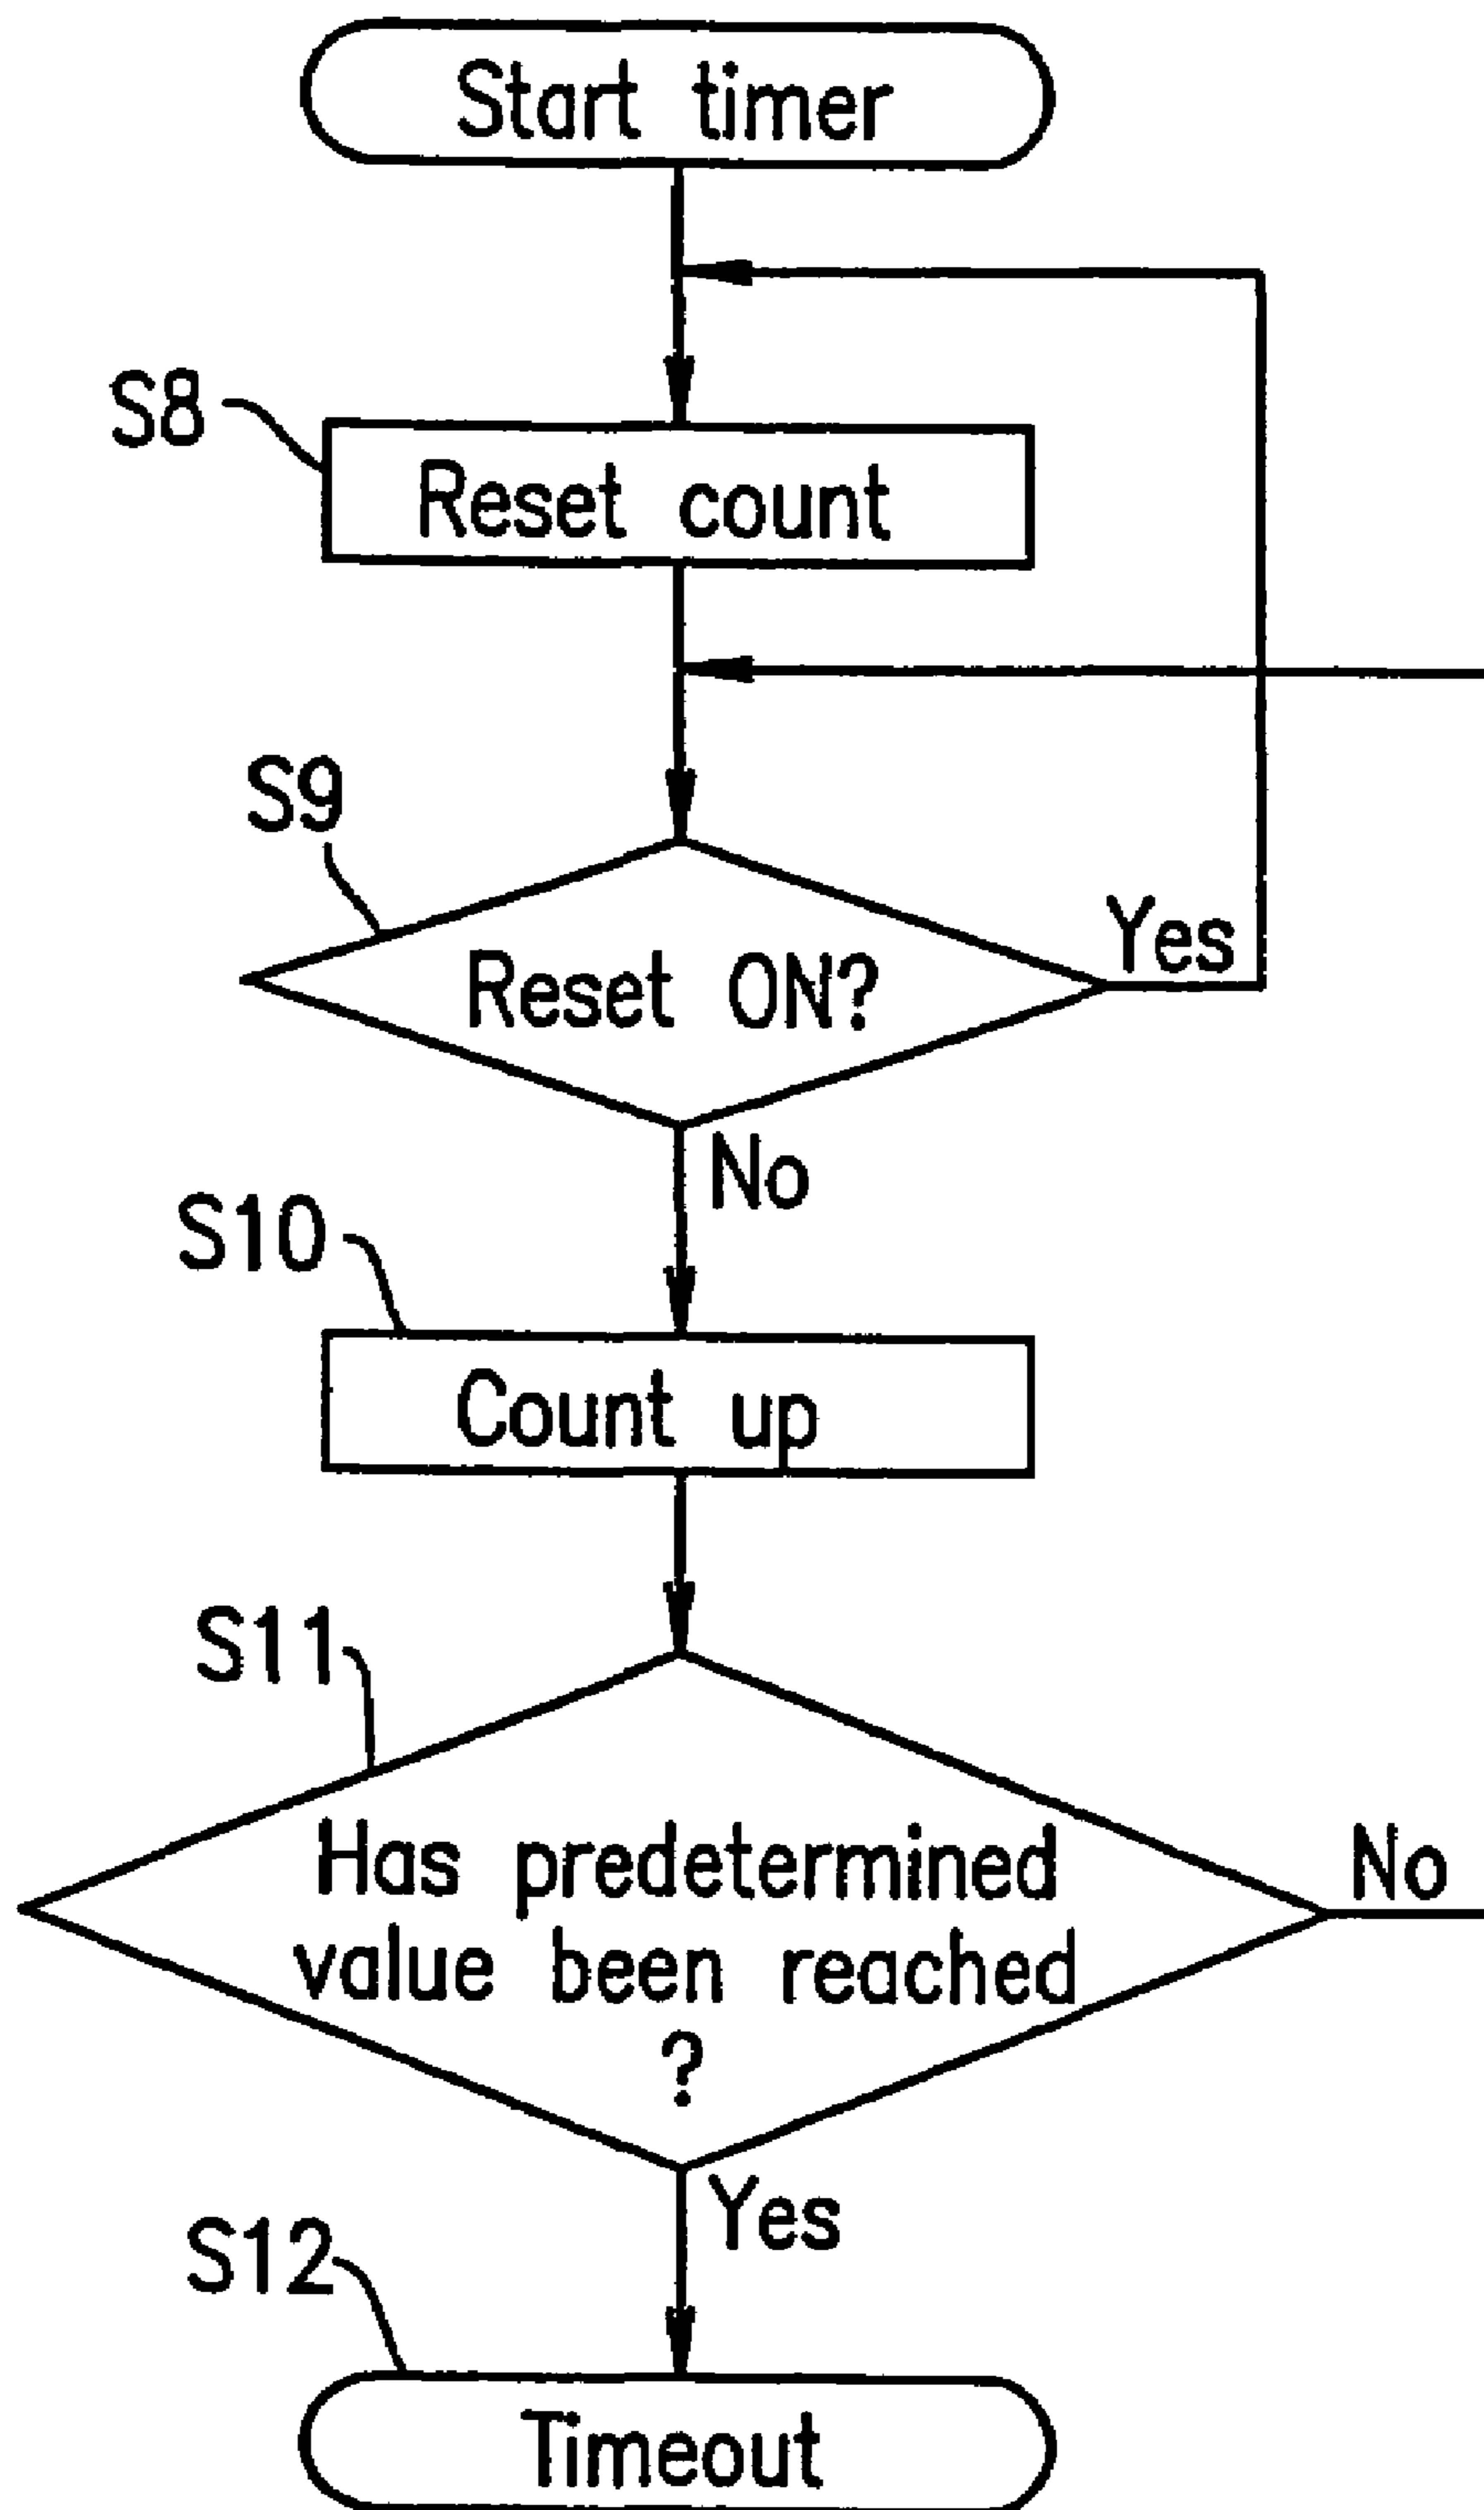 Start timer
S8
Reset count
S9
Reset ON?
Yes
No
S10
Count up
S11
Has predetermined
value been reached
?
No
Yes
S12
Timeout